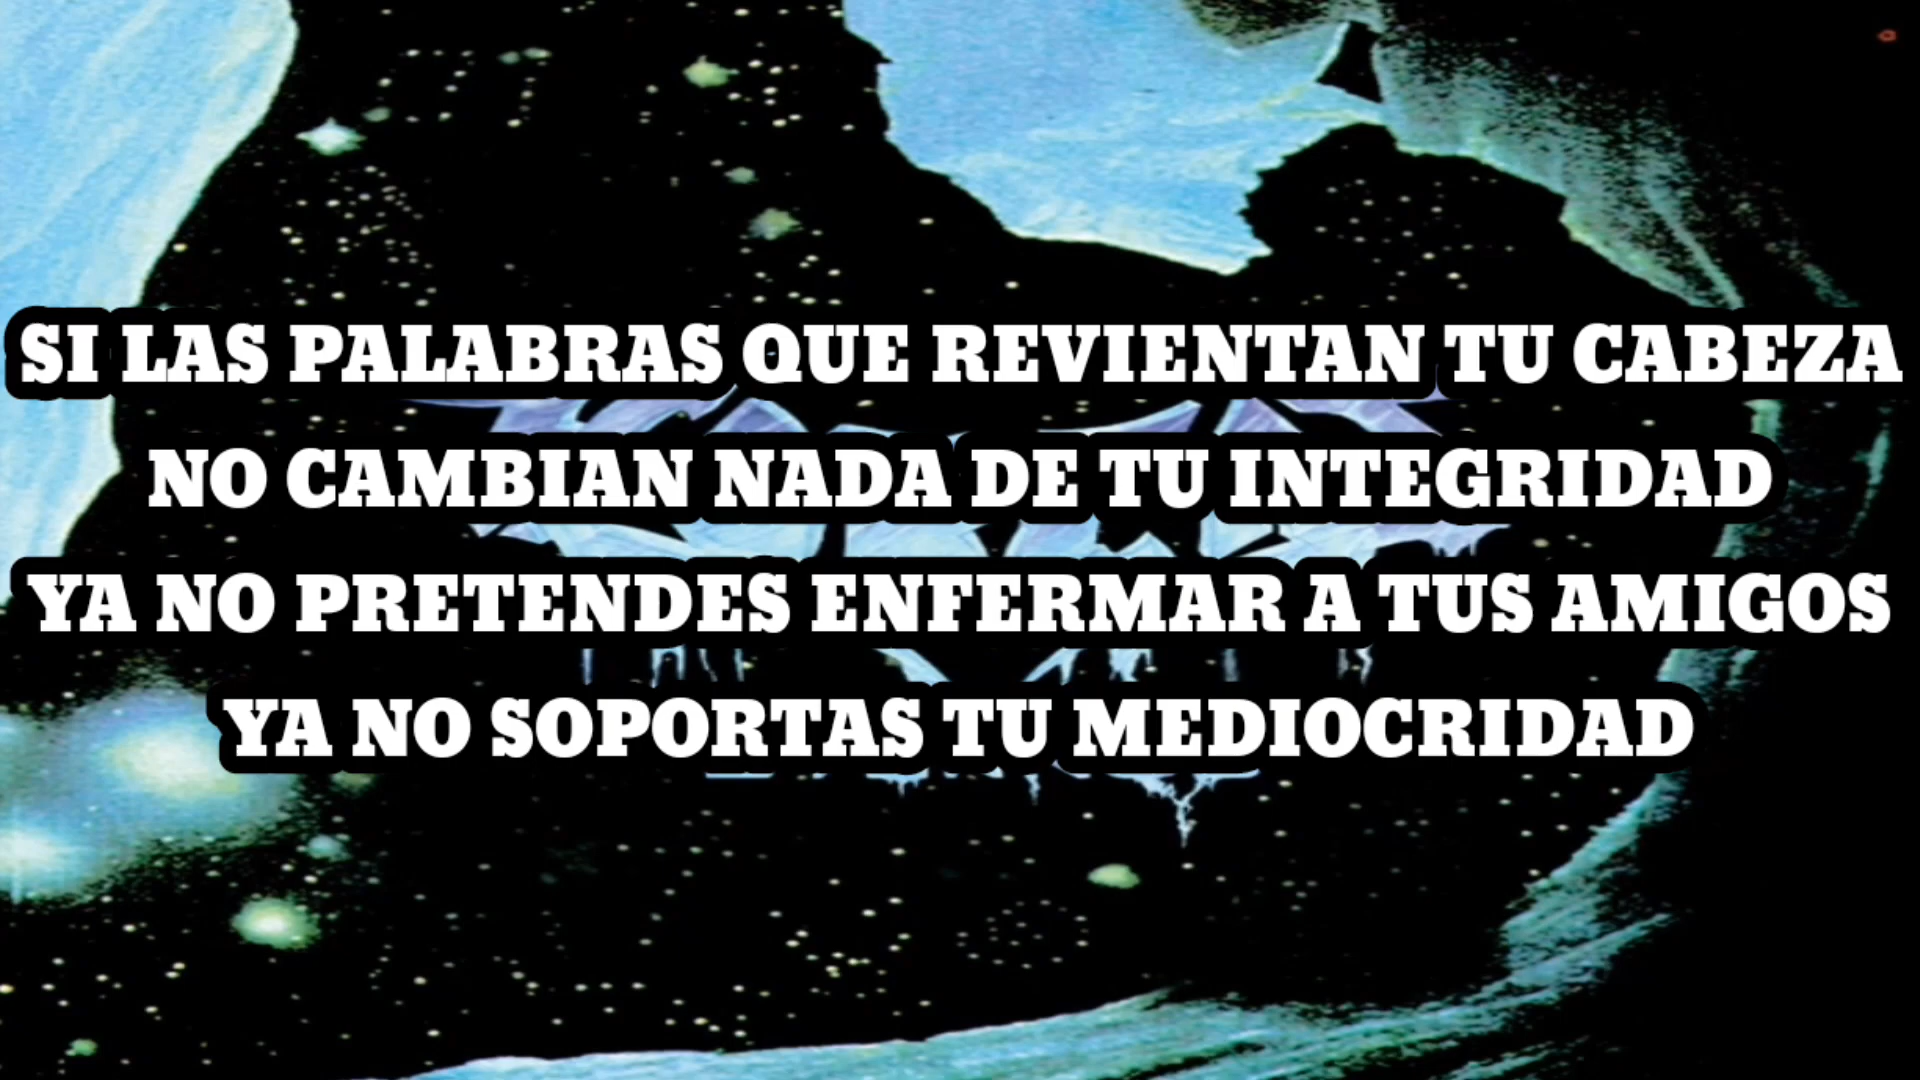 SI LAS PALABRAS QUE REVIENTAN TU CABEZA
NO CAMBIAN NADA DE TU INTEGRIDAD
YA NO PRETENDES ENFERMAR A TUS AMIGOS
YA NO SOPORTAS TU MEDIOCRIDAD